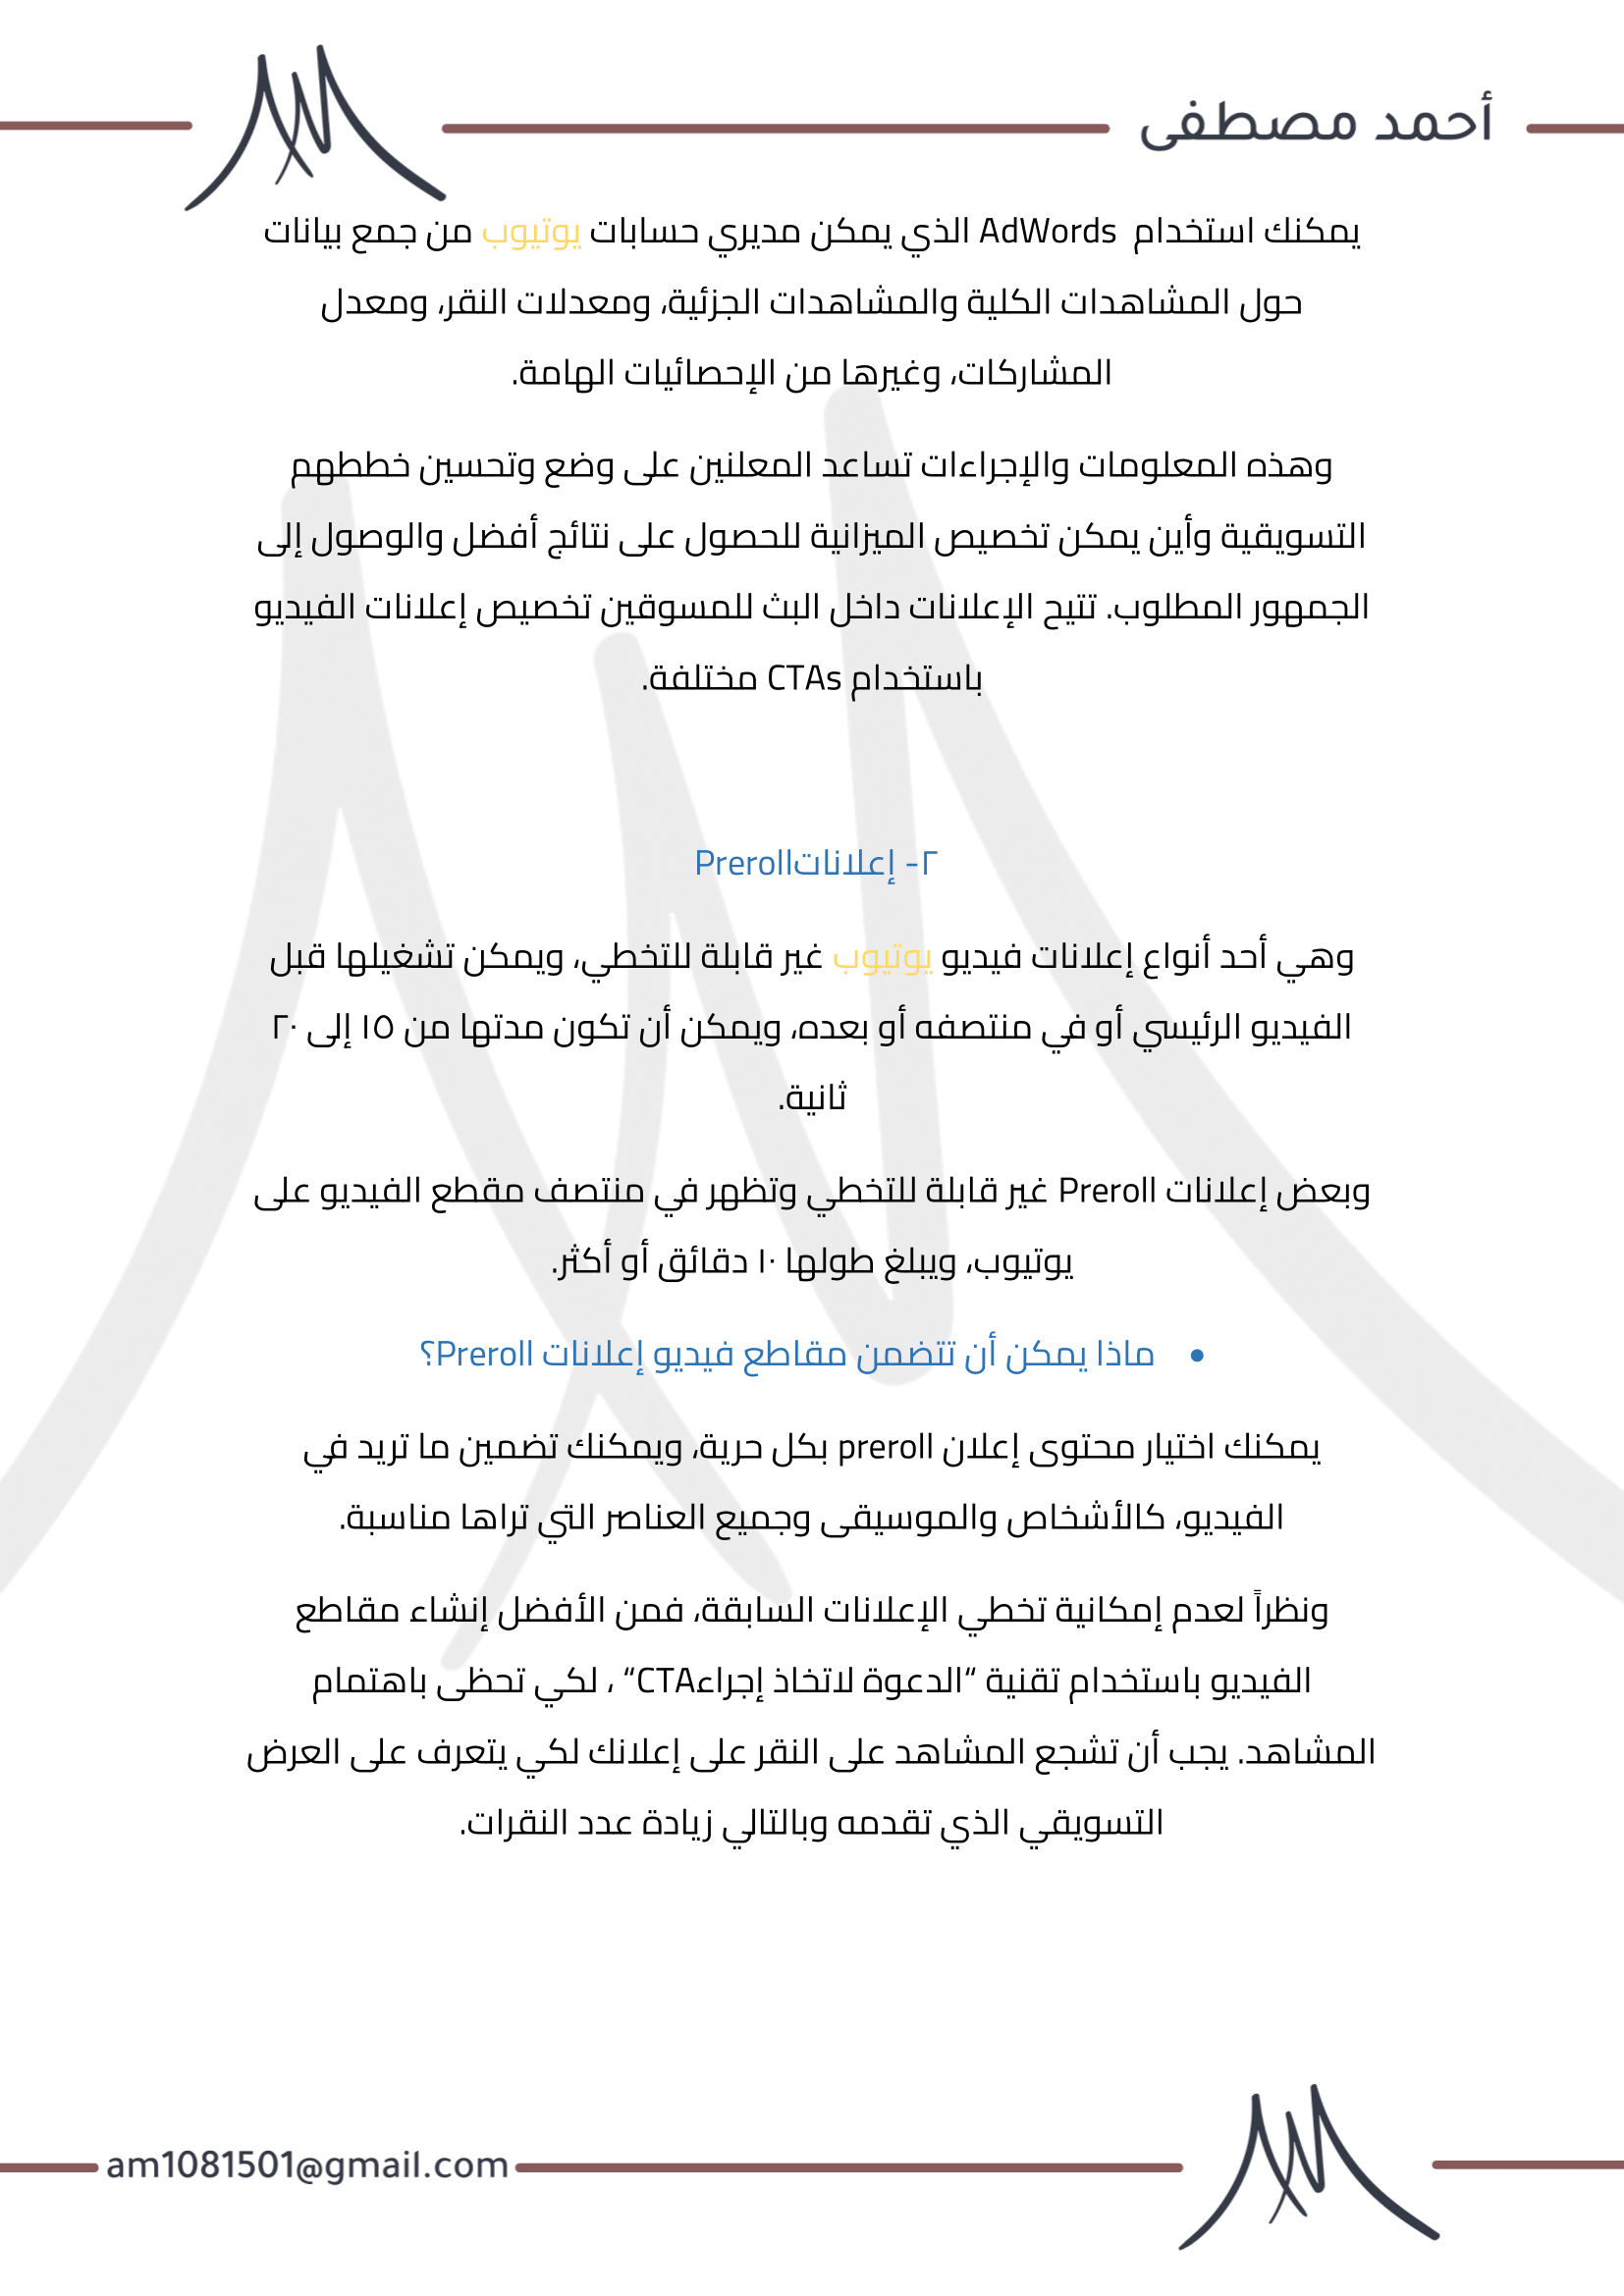 أحمد مصطفى
يمكنك استخدام AdWords الذي يمكن مديري حسابات يوتيوب من جمع بيانات
حول المشاهدات الكلية والمشاهدات الجزئية، ومعدلات النقر، ومعدل
المشاركات، وغيرها من الإحصائيات الهامة.
وهذه المعلومات والإجراءات تساعد المعلنين على وضع وتحسين خططهم
التسويقية وأين يمكن تخصيص الميزانية للحصول على نتائج أفضل والوصول إلى
الجمهور المطلوب. تتيح الإعلانات داخل البث للمسوقين تخصيص إعلانات الفيديو
باستخدام CTAs مختلفة.
٢- إعلاناتPreroll
وهي أحد أنواع إعلانات فيديو يوتيوب غير قابلة للتخطي، ويمكن تشغيلها قبل
الفيديو الرئيسي أو في منتصفه أو بعده، ويمكن أن تكون مدتها من ١٥ إلى ٢٠
ثانية.
وبعض إعلانات Preroll غير قابلة للتخطي وتظهر في منتصف مقطع الفيديو على
يوتيوب، ويبلغ طولها ١٠ دقائق أو أكثر.
• ماذا يمكن أن تتضمن مقاطع فيديو إعلانات Preroll؟
يمكنك اختيار محتوى إعلان preroll بكل حرية، ويمكنك تضمين ما تريد في
الفيديو، كالأشخاص والموسيقى وجميع العناصر التي تراها مناسبة.
ونظراً لعدم إمكانية تخطي الإعلانات السابقة، فمن الأفضل إنشاء مقاطع
الفيديو باستخدام تقنية “الدعوة لاتخاذ إجراءCTA“ ، لكي تحظى باهتمام
المشاهد. يجب أن تشجع المشاهد على النقر على إعلانك لكي يتعرف على العرض
التسويقي الذي تقدمه وبالتالي زيادة عدد النقرات.
am1081501@gmail.com